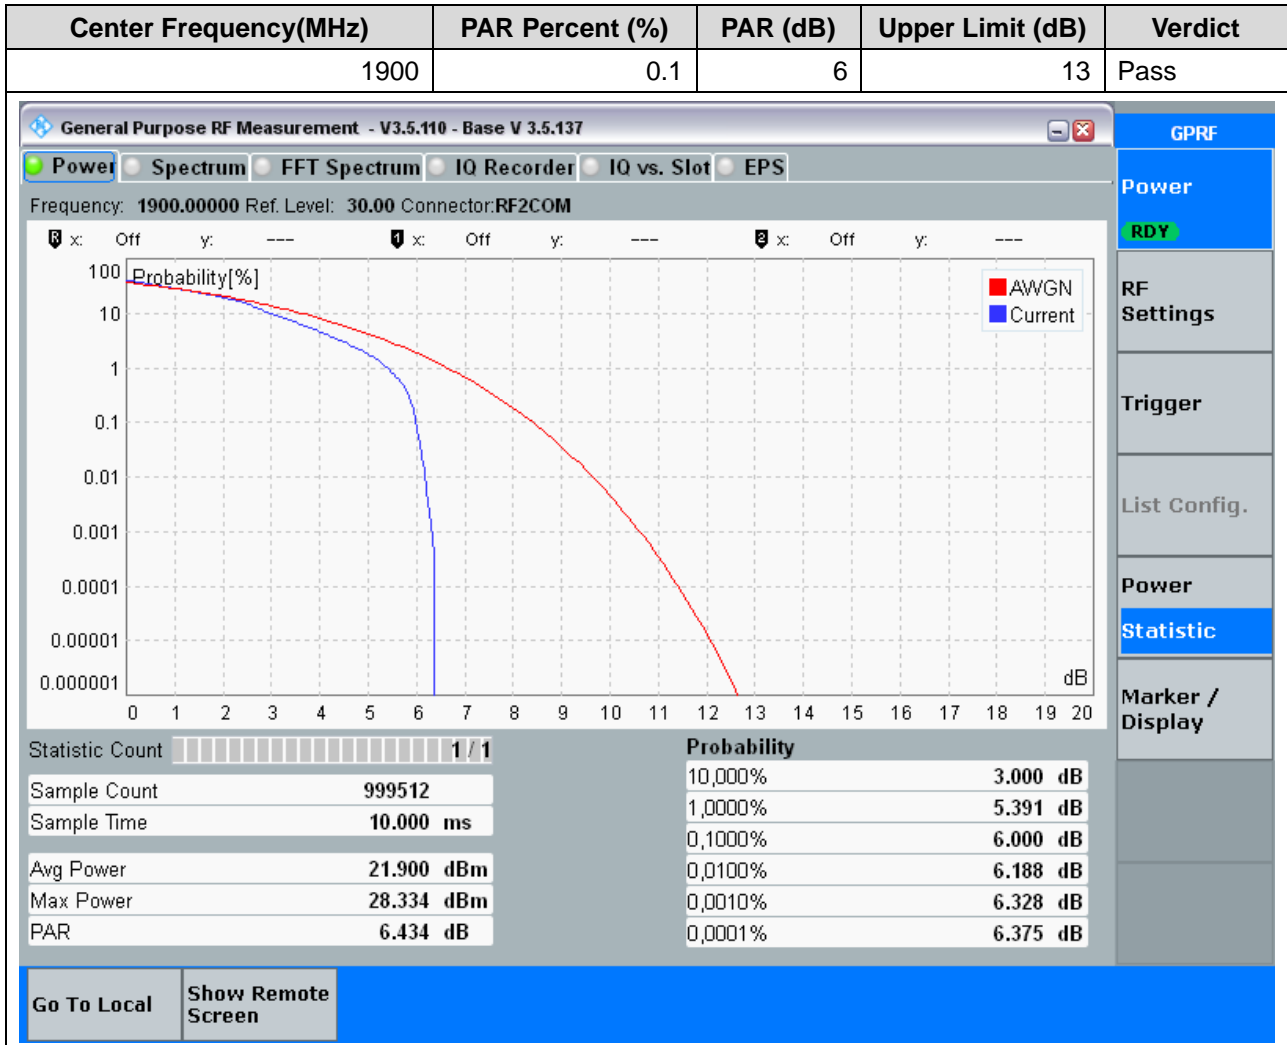 Center Frequency(MHz) PAR Percent (%) PAR (dB) Upper Limit (dB) Verdict
1900 0.1 6 13 Pass
General Purpose RF Measurement - V3.5.110 - Base V 3.5.137
GPRF
Power Spectrum FFT Spectrum IQ Recorder IQ vs. Slot EPS
Frequency: 1900.00000 Ref. Level: 30.00 Connector:RF2COM
R x: Off y: --- 1 x: Off y: --- 2 x: Off y: ---
Probability[%]
100
10
1
0.1
0.01
0.001
0.0001
0.00001
0.000001
AWGN
Current
dB
0 1 2 3 4 5 6 7 8 9 10 11 12 13 14 15 16 17 18 19 20
Statistic Count 1 / 1
Sample Count 999512
Sample Time 10.000 ms
Avg Power 21.900 dBm
Max Power 28.334 dBm
PAR 6.434 dB
Probability
10,000% 3.000 dB
1,0000% 5.391 dB
0,1000% 6.000 dB
0,0100% 6.188 dB
0,0010% 6.328 dB
0,0001% 6.375 dB
Power
RDY
RF
Settings
Trigger
List Config.
Power
Statistic
Marker /
Display
Go To Local
Show Remote
Screen